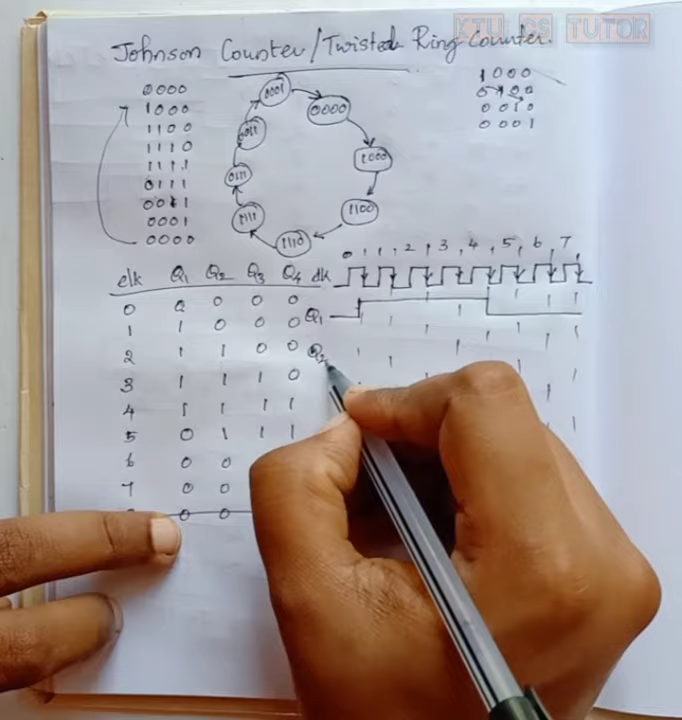 KTU CS TUTOR
Johnson Counter/Twisted Ring Counter.
0000
1000
1100
1110
1111
0111
0011
0001
0000
0001
0000
1000
1100
1110
1111
0111
0011
1000
0100
0010
0001
clk Q1 Q2 Q3 Q4
0 0 0 0 0
1 1 0 0 0
2 1 1 0 0
3 1 1 1 0
4 1 1 1 1
5 0 1 1 1
6 0 0
7 0 0
0 0
clk 0 1 2 3 4 5 6 7
Q1
Q2